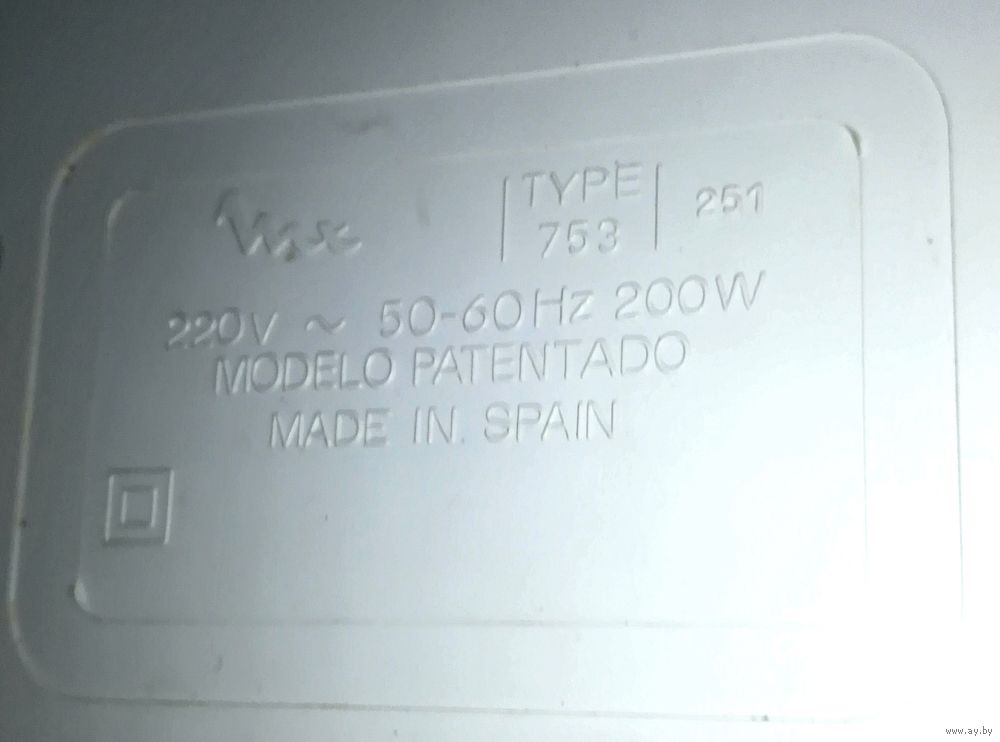 TYPE
753
251
220V ~ 50-60Hz 200W
MODELO PATENTADO
MADE IN SPAIN
www.ay.by